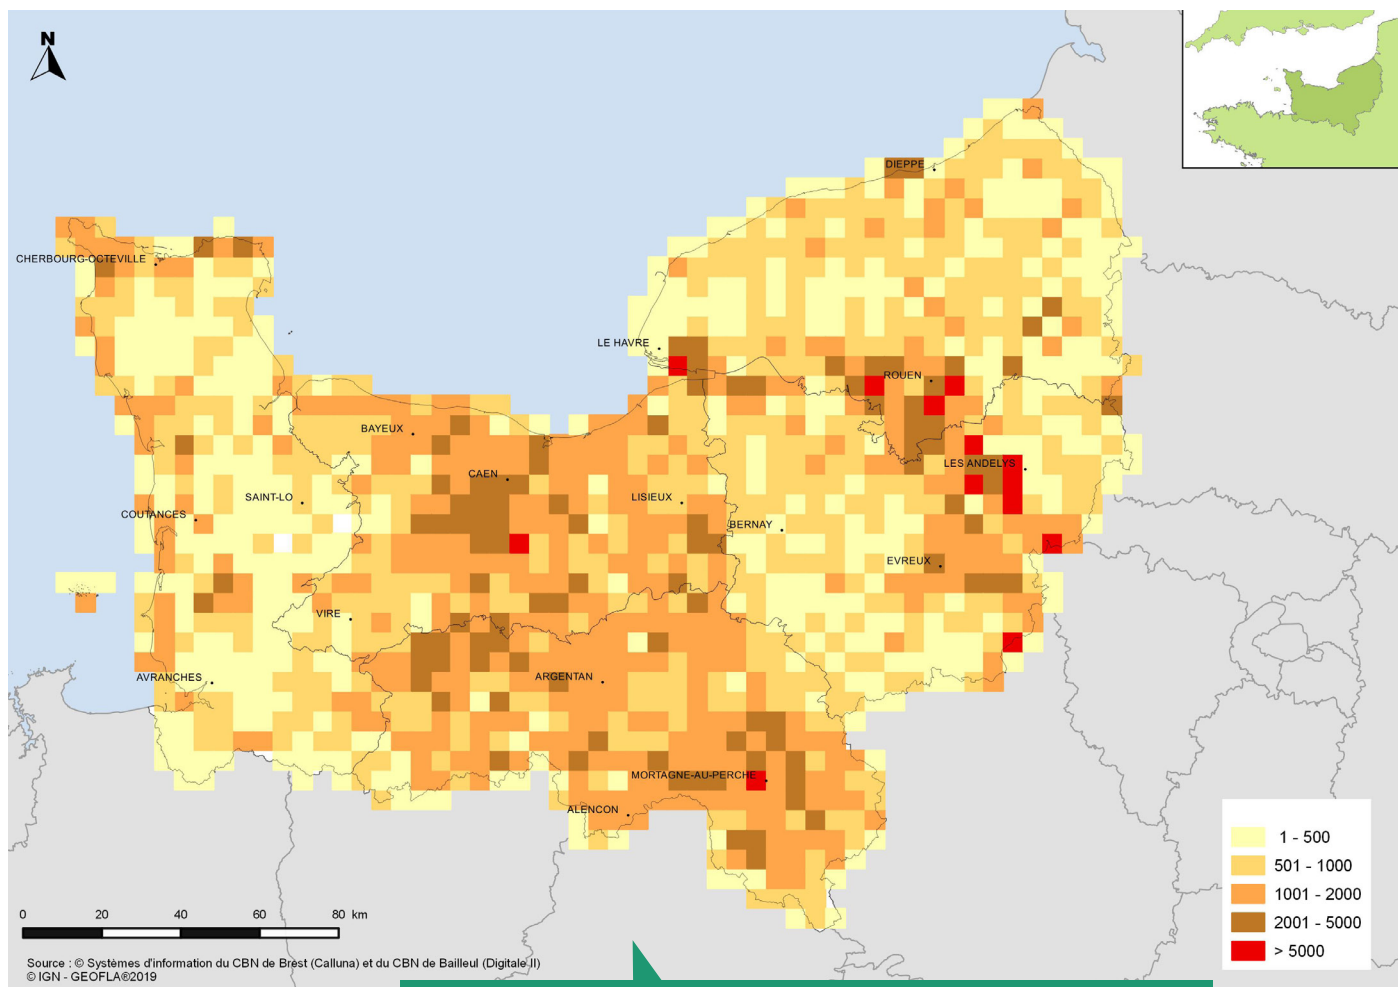 N
DIEPPE
CHERBOURG-OCTEVILLE
LE HAVRE
ROUEN
BAYEUX
CAEN
LES ANDELYS
SAINT-LO
LISIEUX
COUTANCES
BERNAY
EVREUX
VIRE
AVRANCHES
ARGENTAN
MORTAGNE-AU-PERCHE
ALENCON
1 - 500
501 - 1000
1001 - 2000
2001 - 5000
> 5000
0 20 40 60 80 km
Source : © Systèmes d'information du CBN de Brest (Calluna) et du CBN de Bailleul (Digitale II)
© IGN - GEOFLA®2019